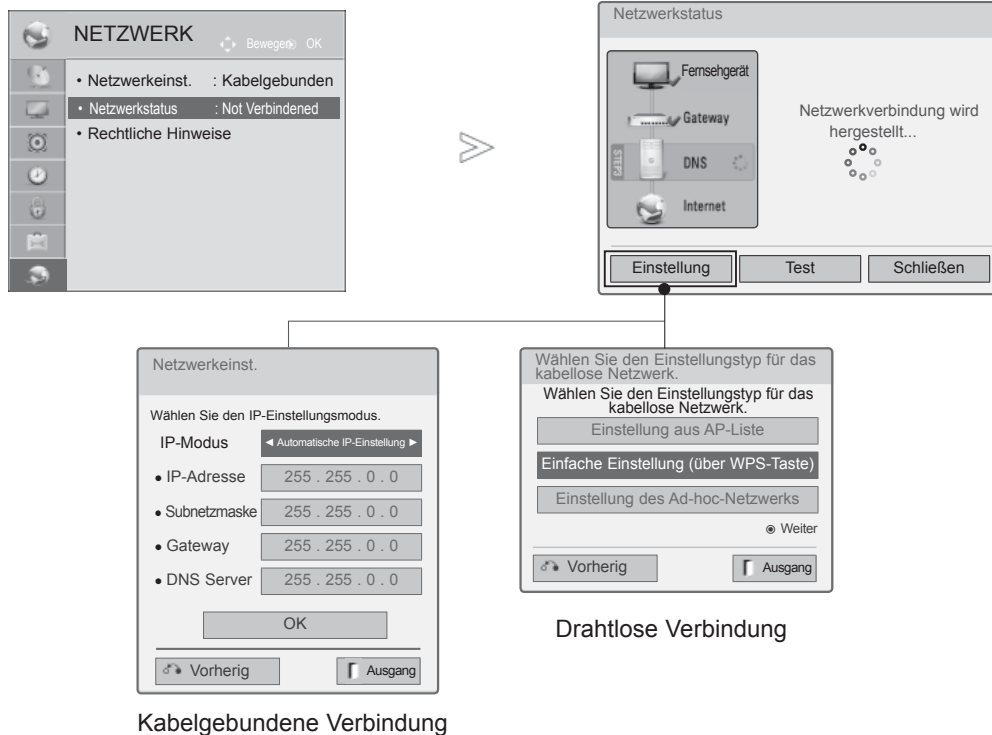 NETZWERK
Bewegen OK
• Netzwerkeinst. : Kabelgebunden
• Netzwerkstatus : Not Verbindened
• Rechtliche Hinweise
Netzwerkstatus
Fernsehgerät
Gateway
STEP3
DNS
Internet
Netzwerkverbindung wird
hergestellt...
Einstellung
Test
Schließen
Netzwerkeinst.
Wählen Sie den IP-Einstellungsmodus.
IP-Modus ◄ Automatische IP-Einstellung ►
• IP-Adresse 255 . 255 . 0 . 0
• Subnetzmaske 255 . 255 . 0 . 0
• Gateway 255 . 255 . 0 . 0
• DNS Server 255 . 255 . 0 . 0
OK
Vorherig
Ausgang
Kabelgebundene Verbindung
Wählen Sie den Einstellungstyp für das
kabellose Netzwerk.
Wählen Sie den Einstellungstyp für das
kabellose Netzwerk.
Einstellung aus AP-Liste
Einfache Einstellung (über WPS-Taste)
Einstellung des Ad-hoc-Netzwerks
◉ Weiter
Vorherig
Ausgang
Drahtlose Verbindung